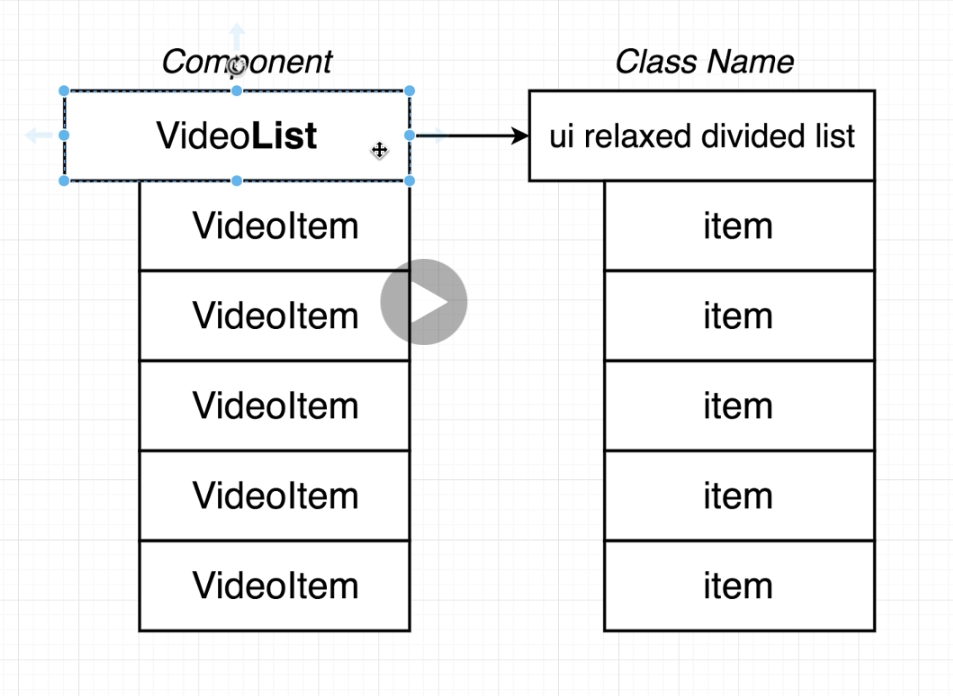 Component
Class Name
VideoList
ui relaxed divided list
VideoItem
item
VideoItem
item
VideoItem
item
VideoItem
item
VideoItem
item